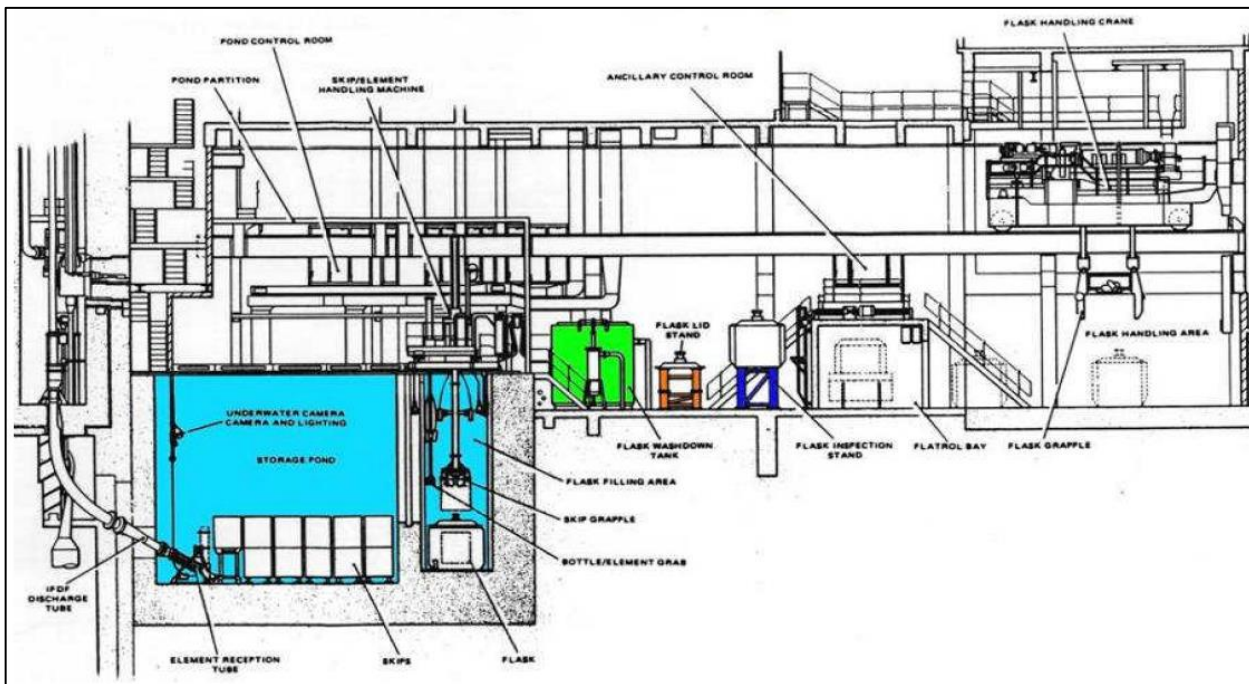 FLASK HANDLING CRANE
POND CONTROL ROOM
SKIP/ELEMENT
HANDLING MACHINE
ANCILLARY CONTROL ROOM
POND PARTITION
FLASK LID
STAND
FLASK HANDLING AREA
UNDERWATER CAMERA
CAMERA AND LIGHTING
STORAGE POND
FLASK WASHDOWN
TANK
FLASK INSPECTION
STAND
FLATROL BAY
FLASK GRAPPLE
FLASK FILLING AREA
SKIP GRAPPLE
BOTTLE/ELEMENT GRAB
IFDF
DISCHARGE
TUBE
ELEMENT RECEPTION
TUBE
SKIPS
FLASK